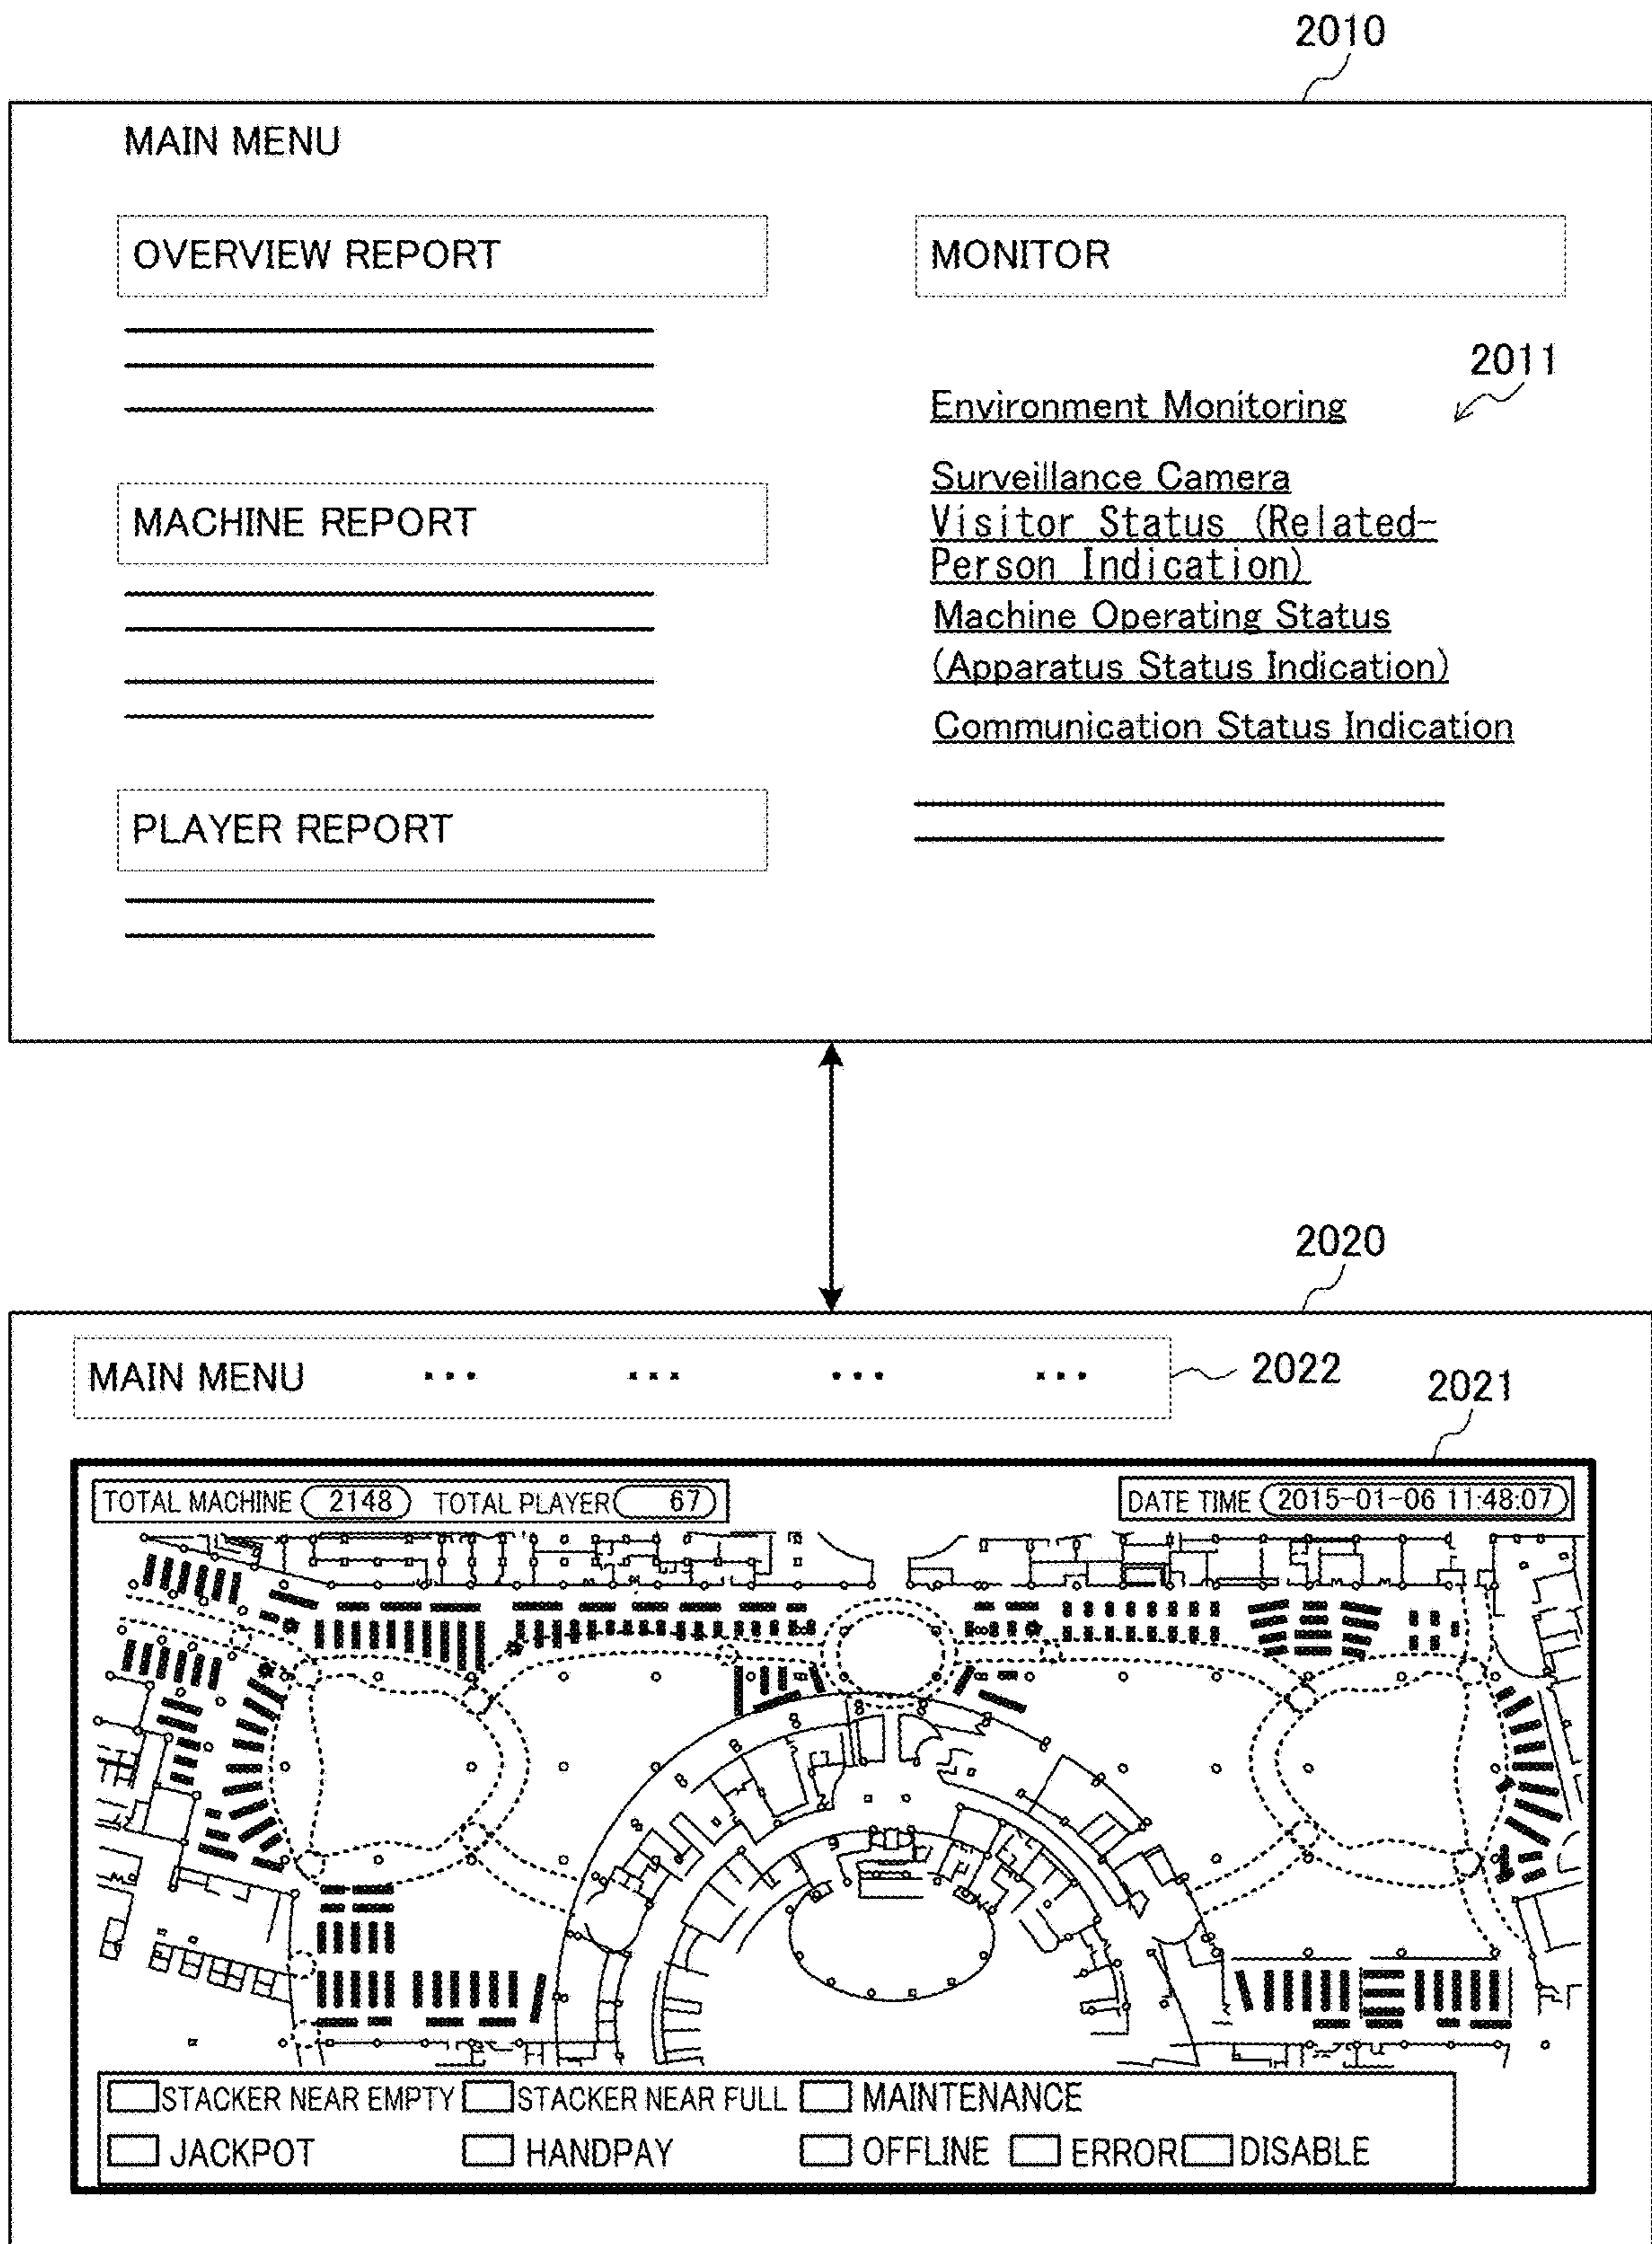 2010
MAIN MENU
OVERVIEW REPORT
MACHINE REPORT
PLAYER REPORT
MONITOR
2011
Environment Monitoring
Surveillance Camera
Visitor Status (Related-
Person Indication)
Machine Operating Status
(Apparatus Status Indication)
Communication Status Indication
2020
MAIN MENU ... ... ... ...
2022
2021
TOTAL MACHINE 2148 TOTAL PLAYER 67
DATE TIME 2015-01-06 11:48:07
STACKER NEAR EMPTY STACKER NEAR FULL MAINTENANCE
JACKPOT HANDPAY OFFLINE ERROR DISABLE